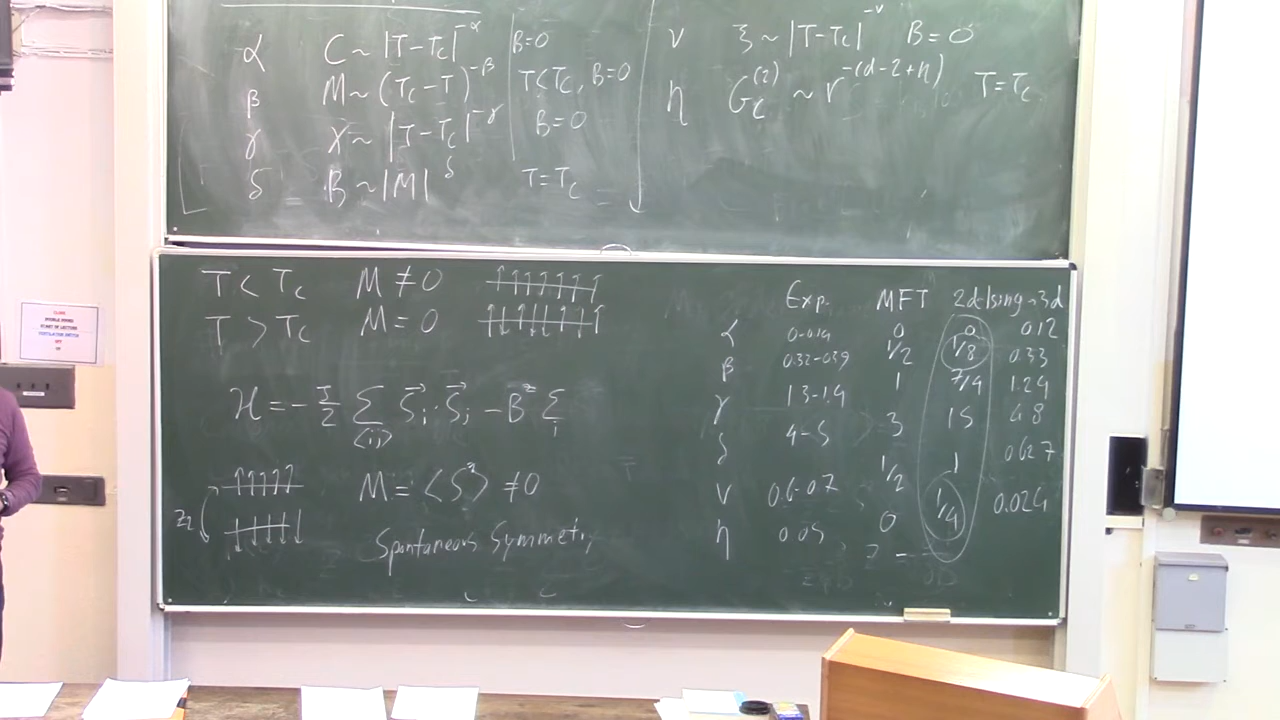 α C ~ |T-Tc|^-α B=0
β M ~ (Tc-T)^-β T<Tc, B=0
γ χ ~ |T-Tc|^-γ B=0
δ B ~ |M|^δ T=Tc
ν ξ ~ |T-Tc|^-ν B=0
η Gc^(2) ~ r^-(d-2+η) T=Tc
T < Tc M ≠ 0
T > Tc M = 0
H = - J/2 Σ<ij> S⃗i · S⃗j - B^z Σi
M = <S^z> ≠ 0
Z2
Spontaneous Symmetry
Exp. MFT 2d Ising 3d
α 0-0.14 0 0 0.12
β 0.32-0.39 1/2 1/8 0.33
γ 1.3-1.4 1 7/4 1.24
δ 4-5 3 15 4.8
ν 0.6-0.7 1/2 1 0.627
η 0.05 0 1/4 0.024